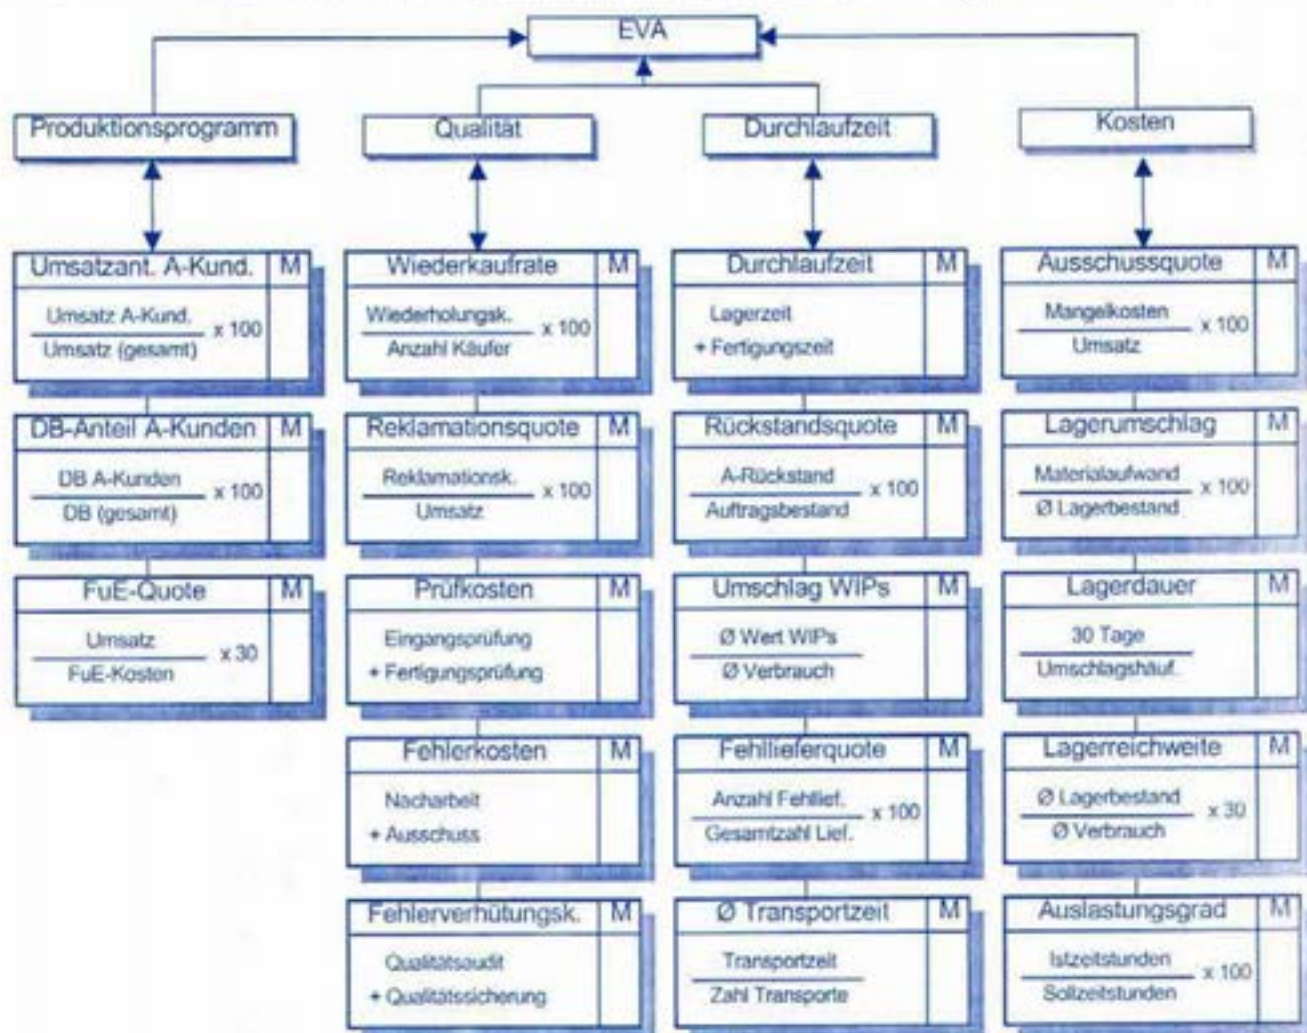 EVA
Produktionsprogramm
Qualität
Durchlaufzeit
Kosten
Umsatzant. A-Kund. M
Umsatz A-Kund.
x 100
Umsatz (gesamt)
DB-Anteil A-Kunden M
DB A-Kunden
x 100
DB (gesamt)
FuE-Quote M
Umsatz
x 30
FuE-Kosten
Wiederkaufrate M
Wiederholungsk.
x 100
Anzahl Käufer
Reklamationsquote M
Reklamationsk.
x 100
Umsatz
Prüfkosten M
Eingangsprüfung
+ Fertigungsprüfung
Fehlerkosten M
Nacharbeit
+ Ausschuss
Fehlerverhütungsk. M
Qualitätsaudit
+ Qualitätssicherung
Durchlaufzeit M
Lagerzeit
+ Fertigungszeit
Rückstandsquote M
A-Rückstand
x 100
Auftragsbestand
Umschlag WIPs M
Ø Wert WIPs
Ø Verbrauch
Fehllieferquote M
Anzahl Fehllief.
x 100
Gesamtzahl Lief.
Ø Transportzeit M
Transportzeit
Zahl Transporte
Ausschussquote M
Mangelkosten
x 100
Umsatz
Lagerumschlag M
Materialaufwand
x 100
Ø Lagerbestand
Lagerdauer M
30 Tage
Umschlagshäuf.
Lagerreichweite M
Ø Lagerbestand
x 30
Ø Verbrauch
Auslastungsgrad M
Istzeitstunden
x 100
Sollzeitstunden